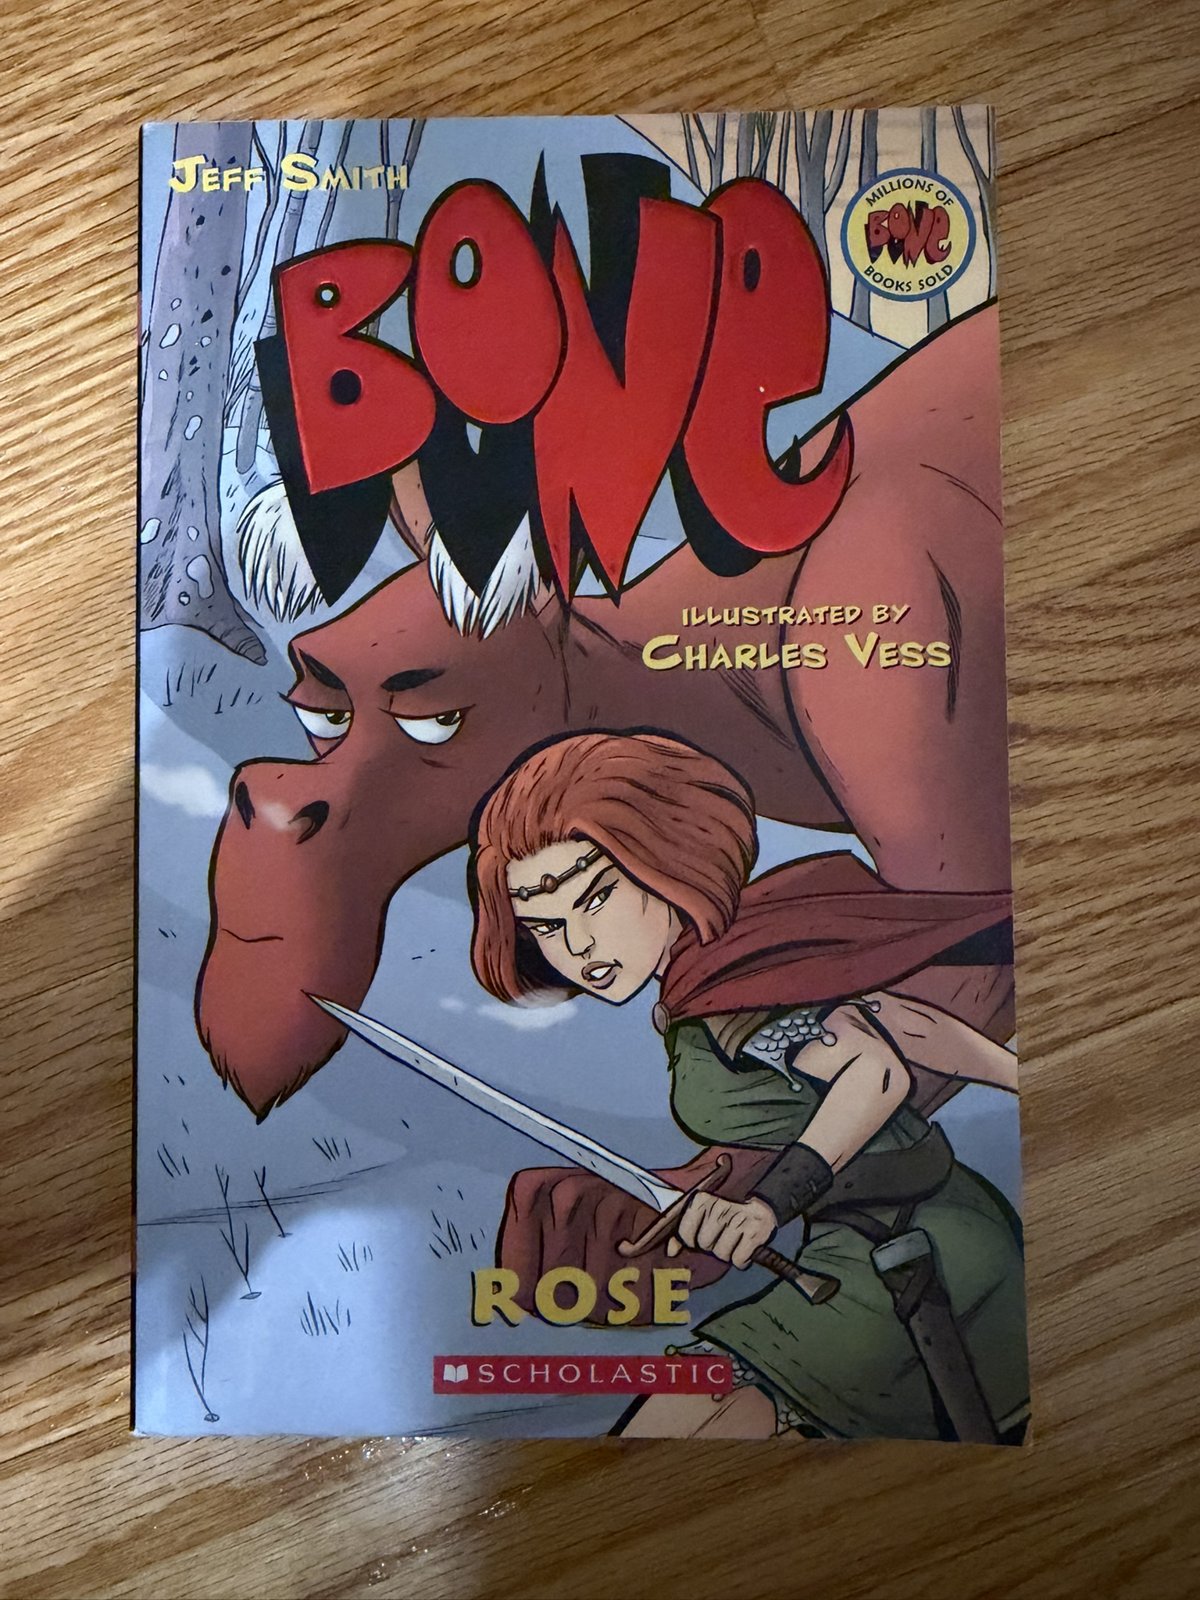 JEFF SMITH
BONE
MILLIONS OF
BONE
BOOKS SOLD
ILLUSTRATED BY
CHARLES VESS
ROSE
SCHOLASTIC